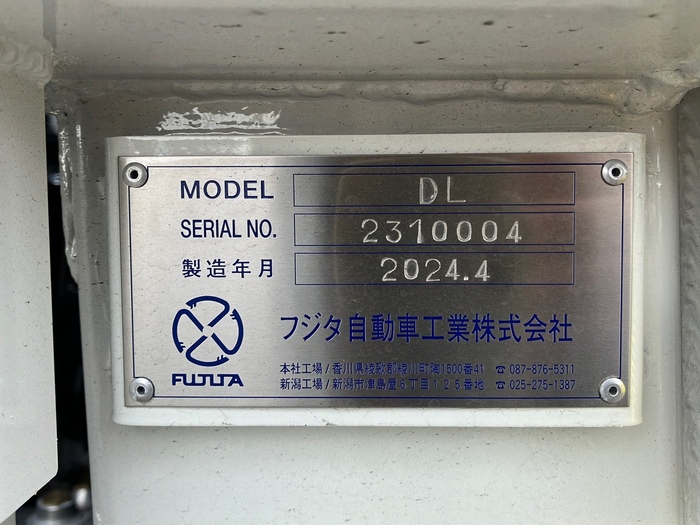 MODEL DL
SERIAL NO. 2310004
製造年月 2024.4
フジタ自動車工業株式会社
FUJITA
本社工場/香川県綾歌郡綾川町陶1500番41 ☎087-876-5311
新潟工場/新潟市津島屋6丁目125番地 ☎025-275-1387